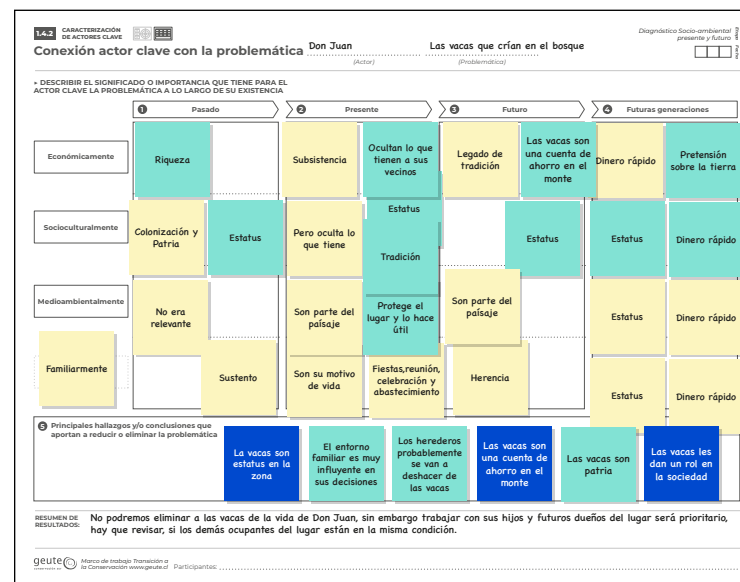 1.4.2 CARACTERIZACIÓN
DE ACTORES CLAVE
Conexión actor clave con la problemática
Don Juan
Las vacas que crían en el bosque
(Actor)
(Problemática)
Diagnóstico Socio-ambiental
presente y futuro
Etapa
Fecha
▸ DESCRIBIR EL SIGNIFICADO O IMPORTANCIA QUE TIENE PARA EL
ACTOR CLAVE LA PROBLEMÁTICA A LO LARGO DE SU EXISTENCIA
1 Pasado
2 Presente
3 Futuro
4 Futuras generaciones
Económicamente
Riqueza
Subsistencia
Ocultan lo que
tienen a sus
vecinos
Legado de
tradición
Las vacas son
una cuenta de
ahorro en el
monte
Dinero rápido
Pretensión
sobre la tierra
Socioculturalmente
Colonización y
Patria
Estatus
Pero oculta lo
que tiene
Estatus
Tradición
Estatus
Estatus
Dinero rápido
Medioambientalmente
No era
relevante
Son parte del
païsaje
Protege el
lugar y lo hace
útil
Son parte del
païsaje
Estatus
Dinero rápido
Familiarmente
Sustento
Son su motivo
de vida
Fiestas,reunión,
celebración y
abastecimiento
Herencia
Estatus
Dinero rápido
5 Principales hallazgos y/o conclusiones que
aportan a reducir o eliminar la problemática
La vacas son
estatus en la
zona
El entorno
familiar es muy
influyente en
sus decisiones
Los herederos
probablemente
se van a
deshacer de
las vacas
Las vacas son
una cuenta de
ahorro en el
monte
Las vacas son
patria
Las vacas les
dan un rol en
la sociedad
RESUMEN DE
RESULTADOS:
No podremos eliminar a las vacas de la vida de Don Juan, sin embargo trabajar con sus hijos y futuros dueños del lugar será prioritario,
hay que revisar, si los demás ocupantes del lugar están en la misma condición.
geute
Marco de trabajo Transición a
la Conservación www.geute.cl
Participantes: